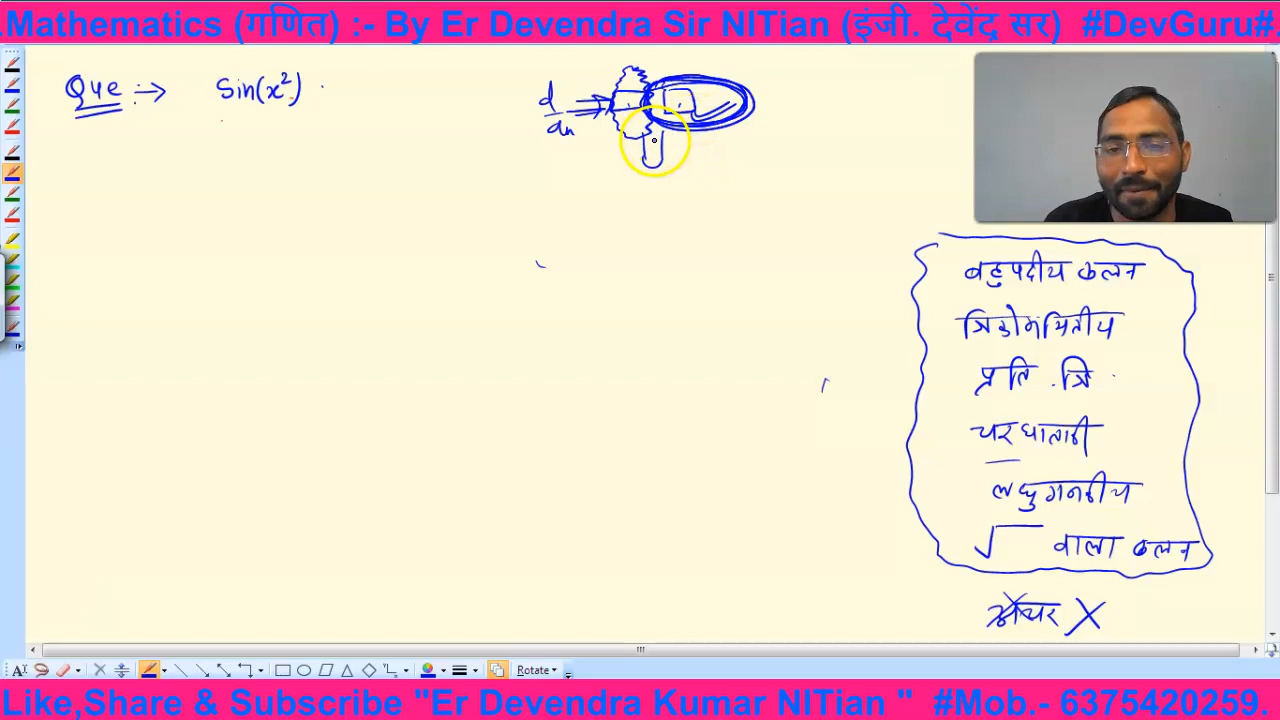 .Mathematics (गणित) :- By Er Devendra Sir NITian (इंजी. देवेंद्र सर) #DevGuru#.
Que :→ Sin(x²)
d
dx
बहुपदीय फलन
त्रिकोणमितीय
प्रति . त्रि
चरघातांकी
लघुगणकीय
√ वाला फलन
अचर X
A
Rotate
Like,Share & Subscribe "Er Devendra Kumar NITian " #Mob.- 6375420259.